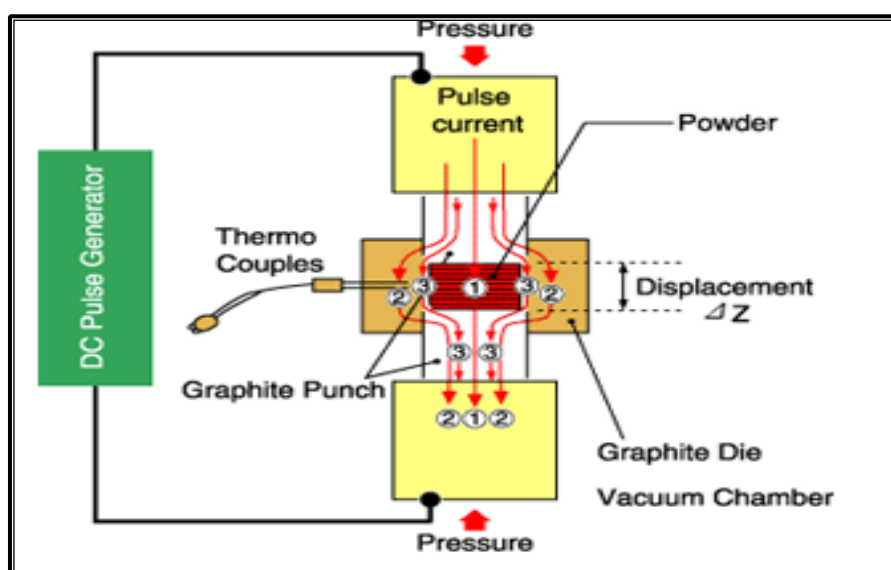 Pressure
Pulse
current
Powder
DC Pulse Generator
Thermo
Couples
② ③ ① ③ ②
Displacement
⊿Z
③ ③
Graphite Punch
② ① ②
Graphite Die
Vacuum Chamber
Pressure